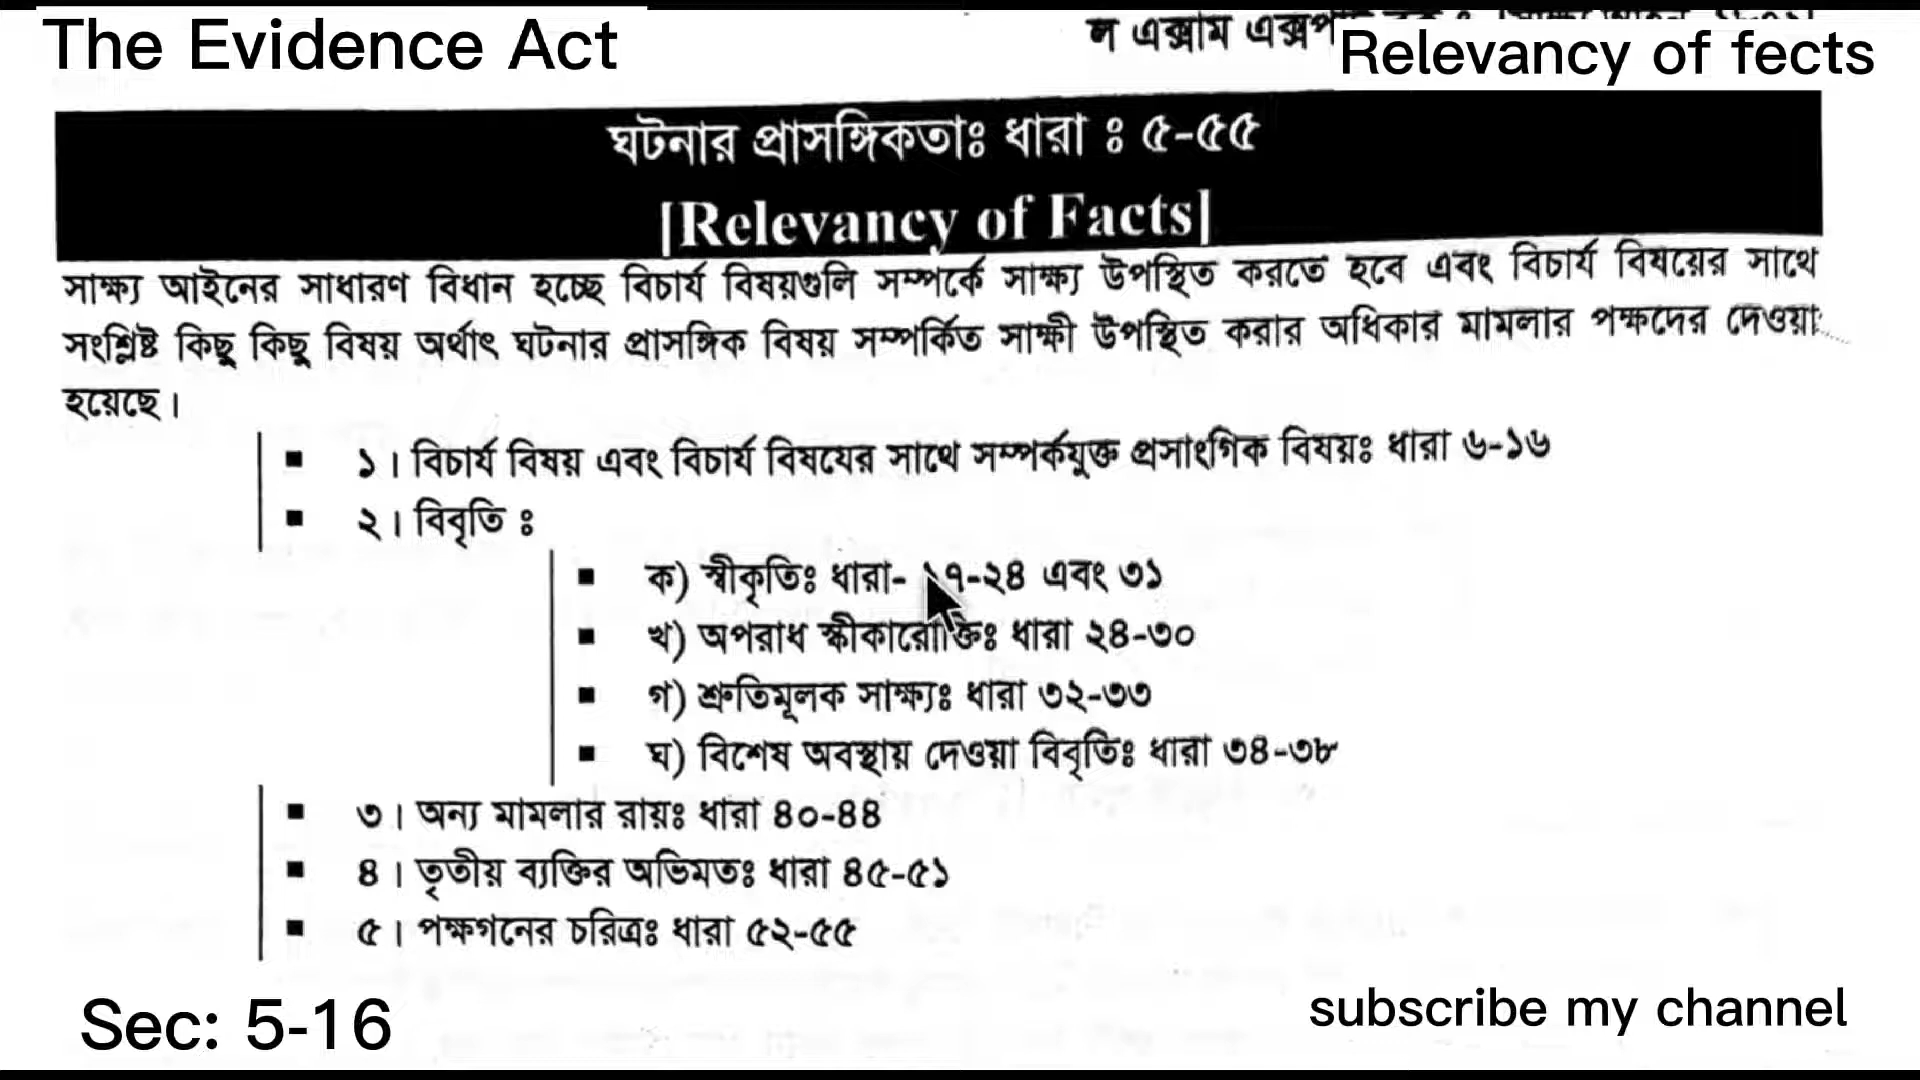 The Evidence Act
ল এক্সাম এক্সপা
Relevancy of fects
ঘটনার প্রাসঙ্গিকতাঃ ধারা ঃ ৫-৫৫
[Relevancy of Facts]
সাক্ষ্য আইনের সাধারণ বিধান হচ্ছে বিচার্য বিষয়গুলি সম্পর্কে সাক্ষ্য উপস্থিত করতে হবে এবং বিচার্য বিষয়ের সাথে
সংশ্লিষ্ট কিছু কিছু বিষয় অর্থাৎ ঘটনার প্রাসঙ্গিক বিষয় সম্পর্কিত সাক্ষী উপস্থিত করার অধিকার মামলার পক্ষদের দেওয়া
হয়েছে।
▪ ১। বিচার্য বিষয় এবং বিচার্য বিষযের সাথে সম্পর্কযুক্ত প্রসাংগিক বিষয়ঃ ধারা ৬-১৬
▪ ২। বিবৃতি ঃ
▪ ক) স্বীকৃতিঃ ধারা- ১৭-২৪ এবং ৩১
▪ খ) অপরাধ স্কীকারোক্তিঃ ধারা ২৪-৩০
▪ গ) শ্রুতিমূলক সাক্ষ্যঃ ধারা ৩২-৩৩
▪ ঘ) বিশেষ অবস্থায় দেওয়া বিবৃতিঃ ধারা ৩৪-৩৮
▪ ৩। অন্য মামলার রায়ঃ ধারা ৪০-৪৪
▪ ৪। তৃতীয় ব্যক্তির অভিমতঃ ধারা ৪৫-৫১
▪ ৫। পক্ষগনের চরিত্রঃ ধারা ৫২-৫৫
Sec: 5-16
subscribe my channel